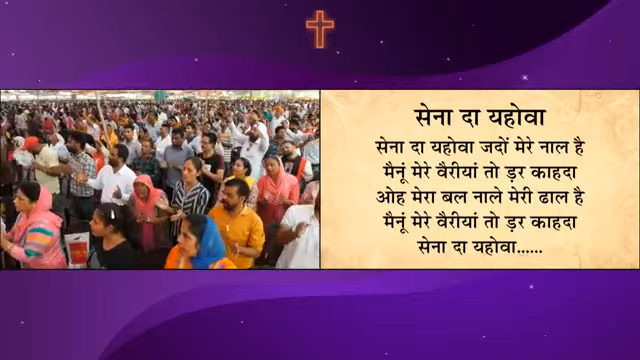 सेना दा यहोवा
सेना दा यहोवा जदों मेरे नाल है
मैनूं मेरे वैरीयां तो ड़र काहदा
ओह मेरा बल नाले मेरी ढाल है
मैनूं मेरे वैरीयां तो ड़र काहदा
सेना दा यहोवा......